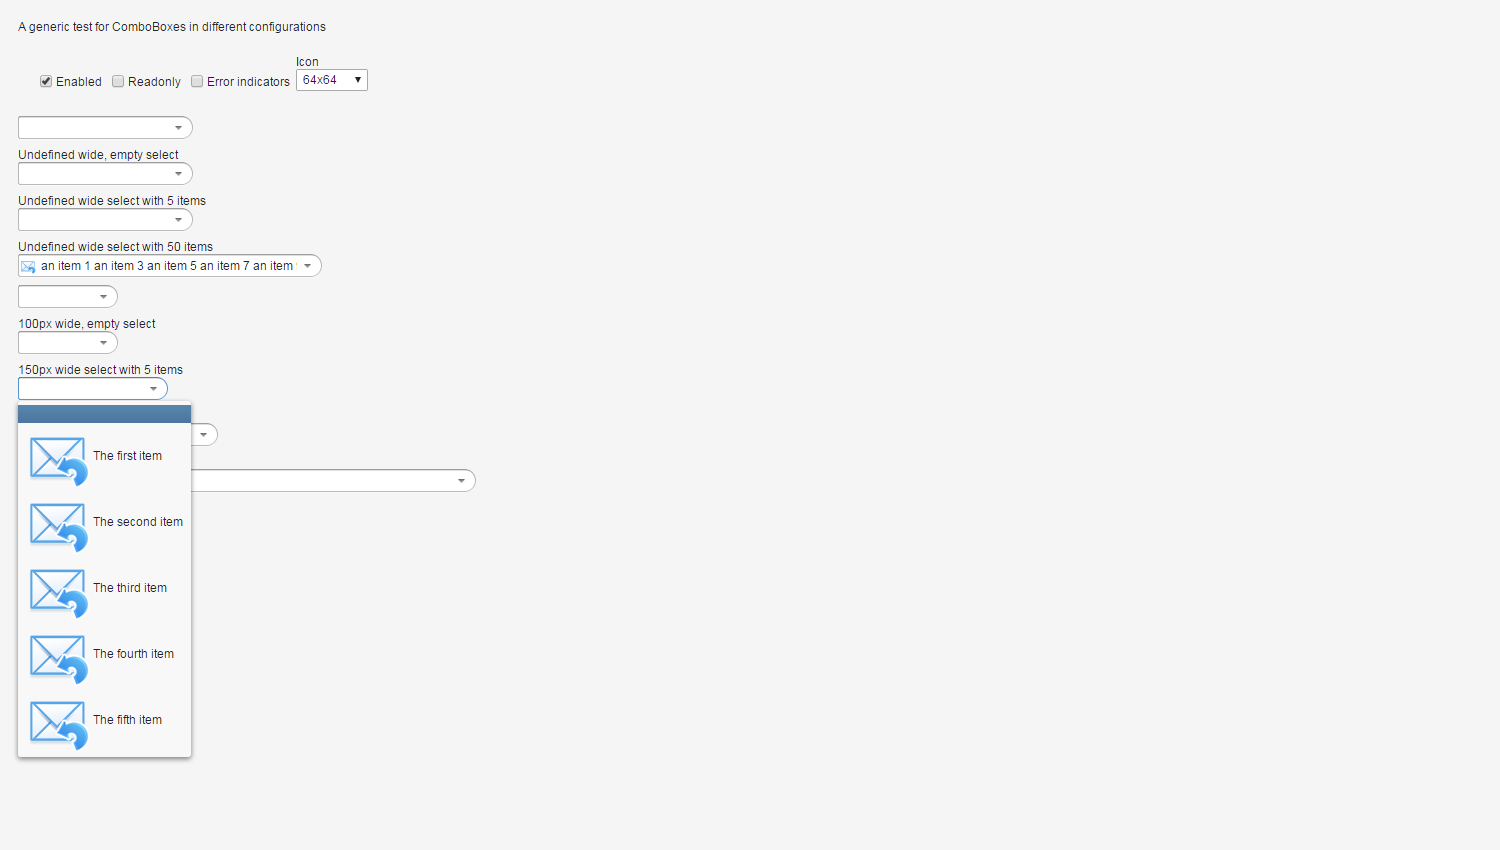 A generic test for ComboBoxes in different configurations
Icon
Enabled Readonly Error indicators 64x64
Undefined wide, empty select
Undefined wide select with 5 items
Undefined wide select with 50 items
an item 1 an item 3 an item 5 an item 7 an item
100px wide, empty select
150px wide select with 5 items
The first item
The second item
The third item
The fourth item
The fifth item